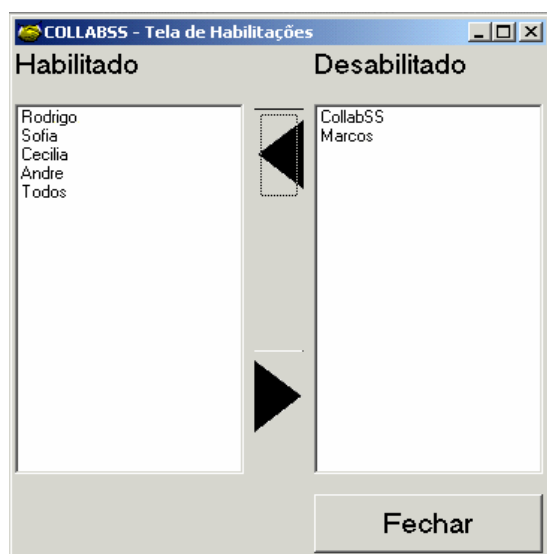 COLLABSS - Tela de Habilitações
Habilitado
Desabilitado
Rodrigo
Sofia
Cecilia
Andre
Todos
CollabSS
Marcos
Fechar